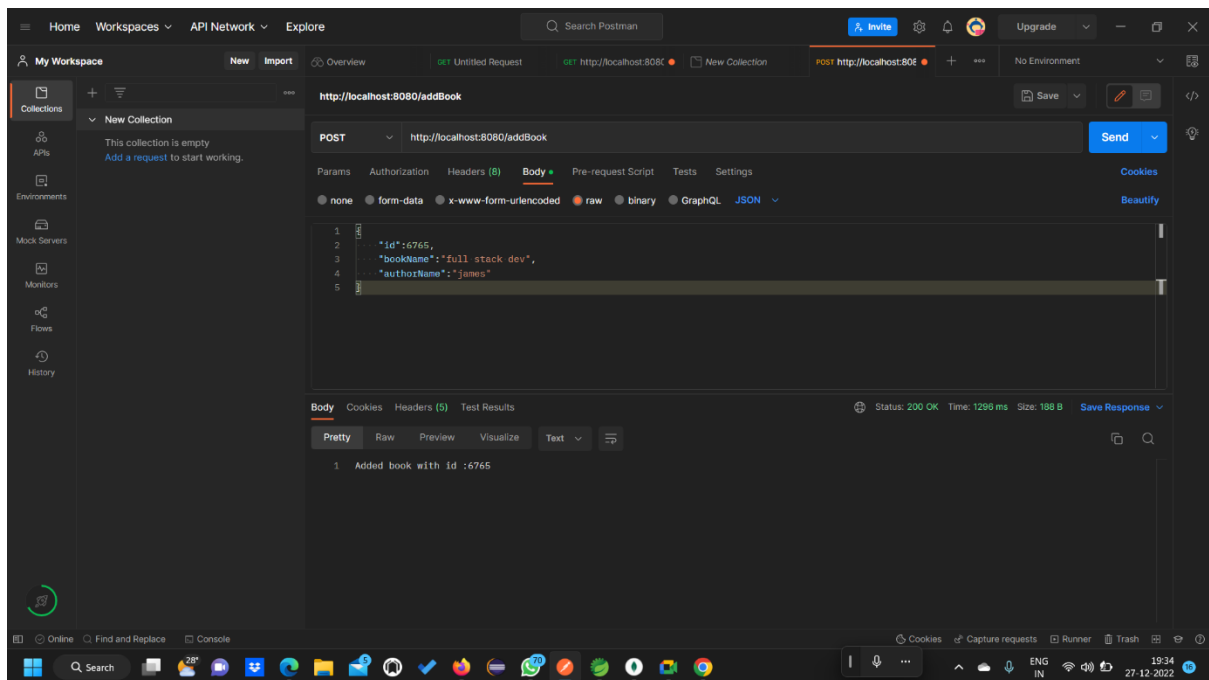 Home Workspaces API Network Explore Search Postman Invite Upgrade
My Workspace New Import Overview GET Untitled Request GET http://localhost:8080 New Collection POST http://localhost:808 No Environment
Collections
http://localhost:8080/addBook Save
New Collection
This collection is empty
Add a request to start working.
POST http://localhost:8080/addBook Send
APIs
Params Authorization Headers (8) Body Pre-request Script Tests Settings Cookies
Environments
none form-data x-www-form-urlencoded raw binary GraphQL JSON Beautify
Mock Servers
Monitors
Flows
History
1 {
2 "id":6765,
3 "bookName":"full stack dev",
4 "authorName":"james"
5 }
Body Cookies Headers (5) Test Results Status: 200 OK Time: 1296 ms Size: 188 B Save Response
Pretty Raw Preview Visualize Text
1 Added book with id :6765
Online Find and Replace Console Cookies Capture requests Runner Trash
Search 28° 70 ENG IN 19:34 27-12-2022 16